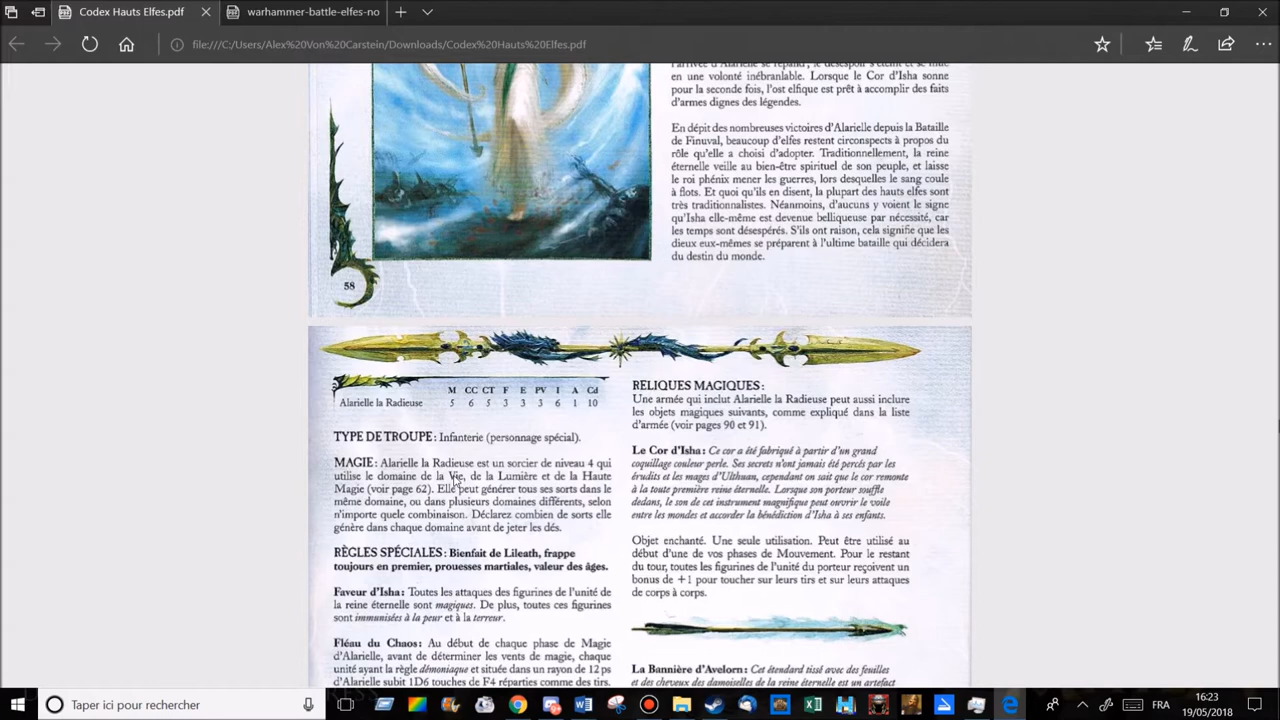 Codex Hauts Elfes.pdf
warhammer-battle-elfes-no
file:///C:/Users/Alex%20Von%20Carstein/Downloads/Codex%20Hauts%20Elfes.pdf
l'arrivée d'Alarielle se répand, le désespoir s'éteint et se mue
en une volonté inébranlable. Lorsque le Cor d'Isha sonne
pour la seconde fois, l'ost elfique est prêt à accomplir des faits
d'armes dignes des légendes.
En dépit des nombreuses victoires d'Alarielle depuis la Bataille
de Finuval, beaucoup d'elfes restent circonspects à propos du
rôle qu'elle a choisi d'adopter. Traditionnellement, la reine
éternelle veille au bien-être spirituel de son peuple, et laisse
le roi phénix mener les guerres, lors desquelles le sang coule
à flots. Et quoi qu'ils en disent, la plupart des hauts elfes sont
très traditionnalistes. Néanmoins, d'aucuns y voient le signe
qu'Isha elle-même est devenue belliqueuse par nécessité, car
les temps sont désespérés. S'ils ont raison, cela signifie que les
dieux eux-mêmes se préparent à l'ultime bataille qui décidera
du destin du monde.
58
M CC CT F E PV I A Cd
Alarielle la Radieuse 5 6 5 3 3 3 6 1 10
TYPE DE TROUPE : Infanterie (personnage spécial).
MAGIE : Alarielle la Radieuse est un sorcier de niveau 4 qui
utilise le domaine de la Vie, de la Lumière et de la Haute
Magie (voir page 62). Elle peut générer tous ses sorts dans le
même domaine, ou dans plusieurs domaines différents, selon
n'importe quele combinaison. Déclarez combien de sorts elle
génère dans chaque domaine avant de jeter les dés.
RÈGLES SPÉCIALES : Bienfait de Lileath, frappe
toujours en premier, prouesses martiales, valeur des âges.
Faveur d'Isha : Toutes les attaques des figurines de l'unité de
la reine éternelle sont magiques. De plus, toutes ces figurines
sont immunisées à la peur et à la terreur.
Fléau du Chaos : Au début de chaque phase de Magie
d'Alarielle, avant de déterminer les vents de magie, chaque
unité ayant la règle démoniaque et située dans un rayon de 12 ps
d'Alarielle subit 1D6 touches de F4 réparties comme des tirs.
RELIQUES MAGIQUES :
Une armée qui inclut Alarielle la Radieuse peut aussi inclure
les objets magiques suivants, comme expliqué dans la liste
d'armée (voir pages 90 et 91).
Le Cor d'Isha : Ce cor a été fabriqué à partir d'un grand
coquillage couleur perle. Ses secrets n'ont jamais été percés par les
érudits et les mages d'Ulthuan, cependant on sait que le cor remonte
à la toute première reine éternelle. Lorsque son porteur souffle
dedans, le son de cet instrument magnifique peut ouvrir le voile
entre les mondes et accorder la bénédiction d'Isha à ses enfants.
Objet enchanté. Une seule utilisation. Peut être utilisé au
début d'une de vos phases de Mouvement. Pour le restant
du tour, toutes les figurines de l'unité du porteur reçoivent un
bonus de +1 pour toucher sur leurs tirs et sur leurs attaques
de corps à corps.
La Bannière d'Avelorn : Cet étendard tissé avec des feuilles
et des cheveux des damoiselles de la reine éternelle est un artefact
Taper ici pour rechercher
FRA
16:23
19/05/2018